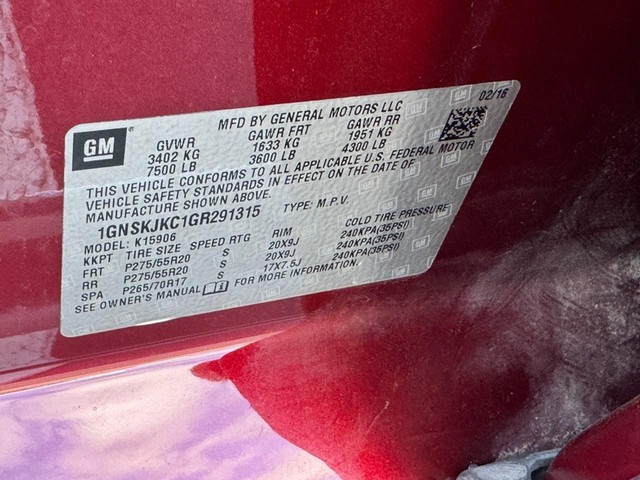 GM
MFD BY GENERAL MOTORS LLC 02/16
GVWR GAWR FRT GAWR RR
3402 KG 1633 KG 1951 KG
7500 LB 3600 LB 4300 LB
THIS VEHICLE CONFORMS TO ALL APPLICABLE U.S. FEDERAL MOTOR
VEHICLE SAFETY STANDARDS IN EFFECT ON THE DATE OF
MANUFACTURE SHOWN ABOVE.
1GNSKJKC1GR291315 TYPE: M.P.V.
MODEL: K15906
KKPT TIRE SIZE SPEED RTG RIM COLD TIRE PRESSURE
FRT P275/55R20 S 20X9J 240KPA(35PSI)
RR P275/55R20 S 20X9J 240KPA(35PSI)
SPA P265/70R17 S 17X7.5J 240KPA(35PSI)
SEE OWNER'S MANUAL FOR MORE INFORMATION.